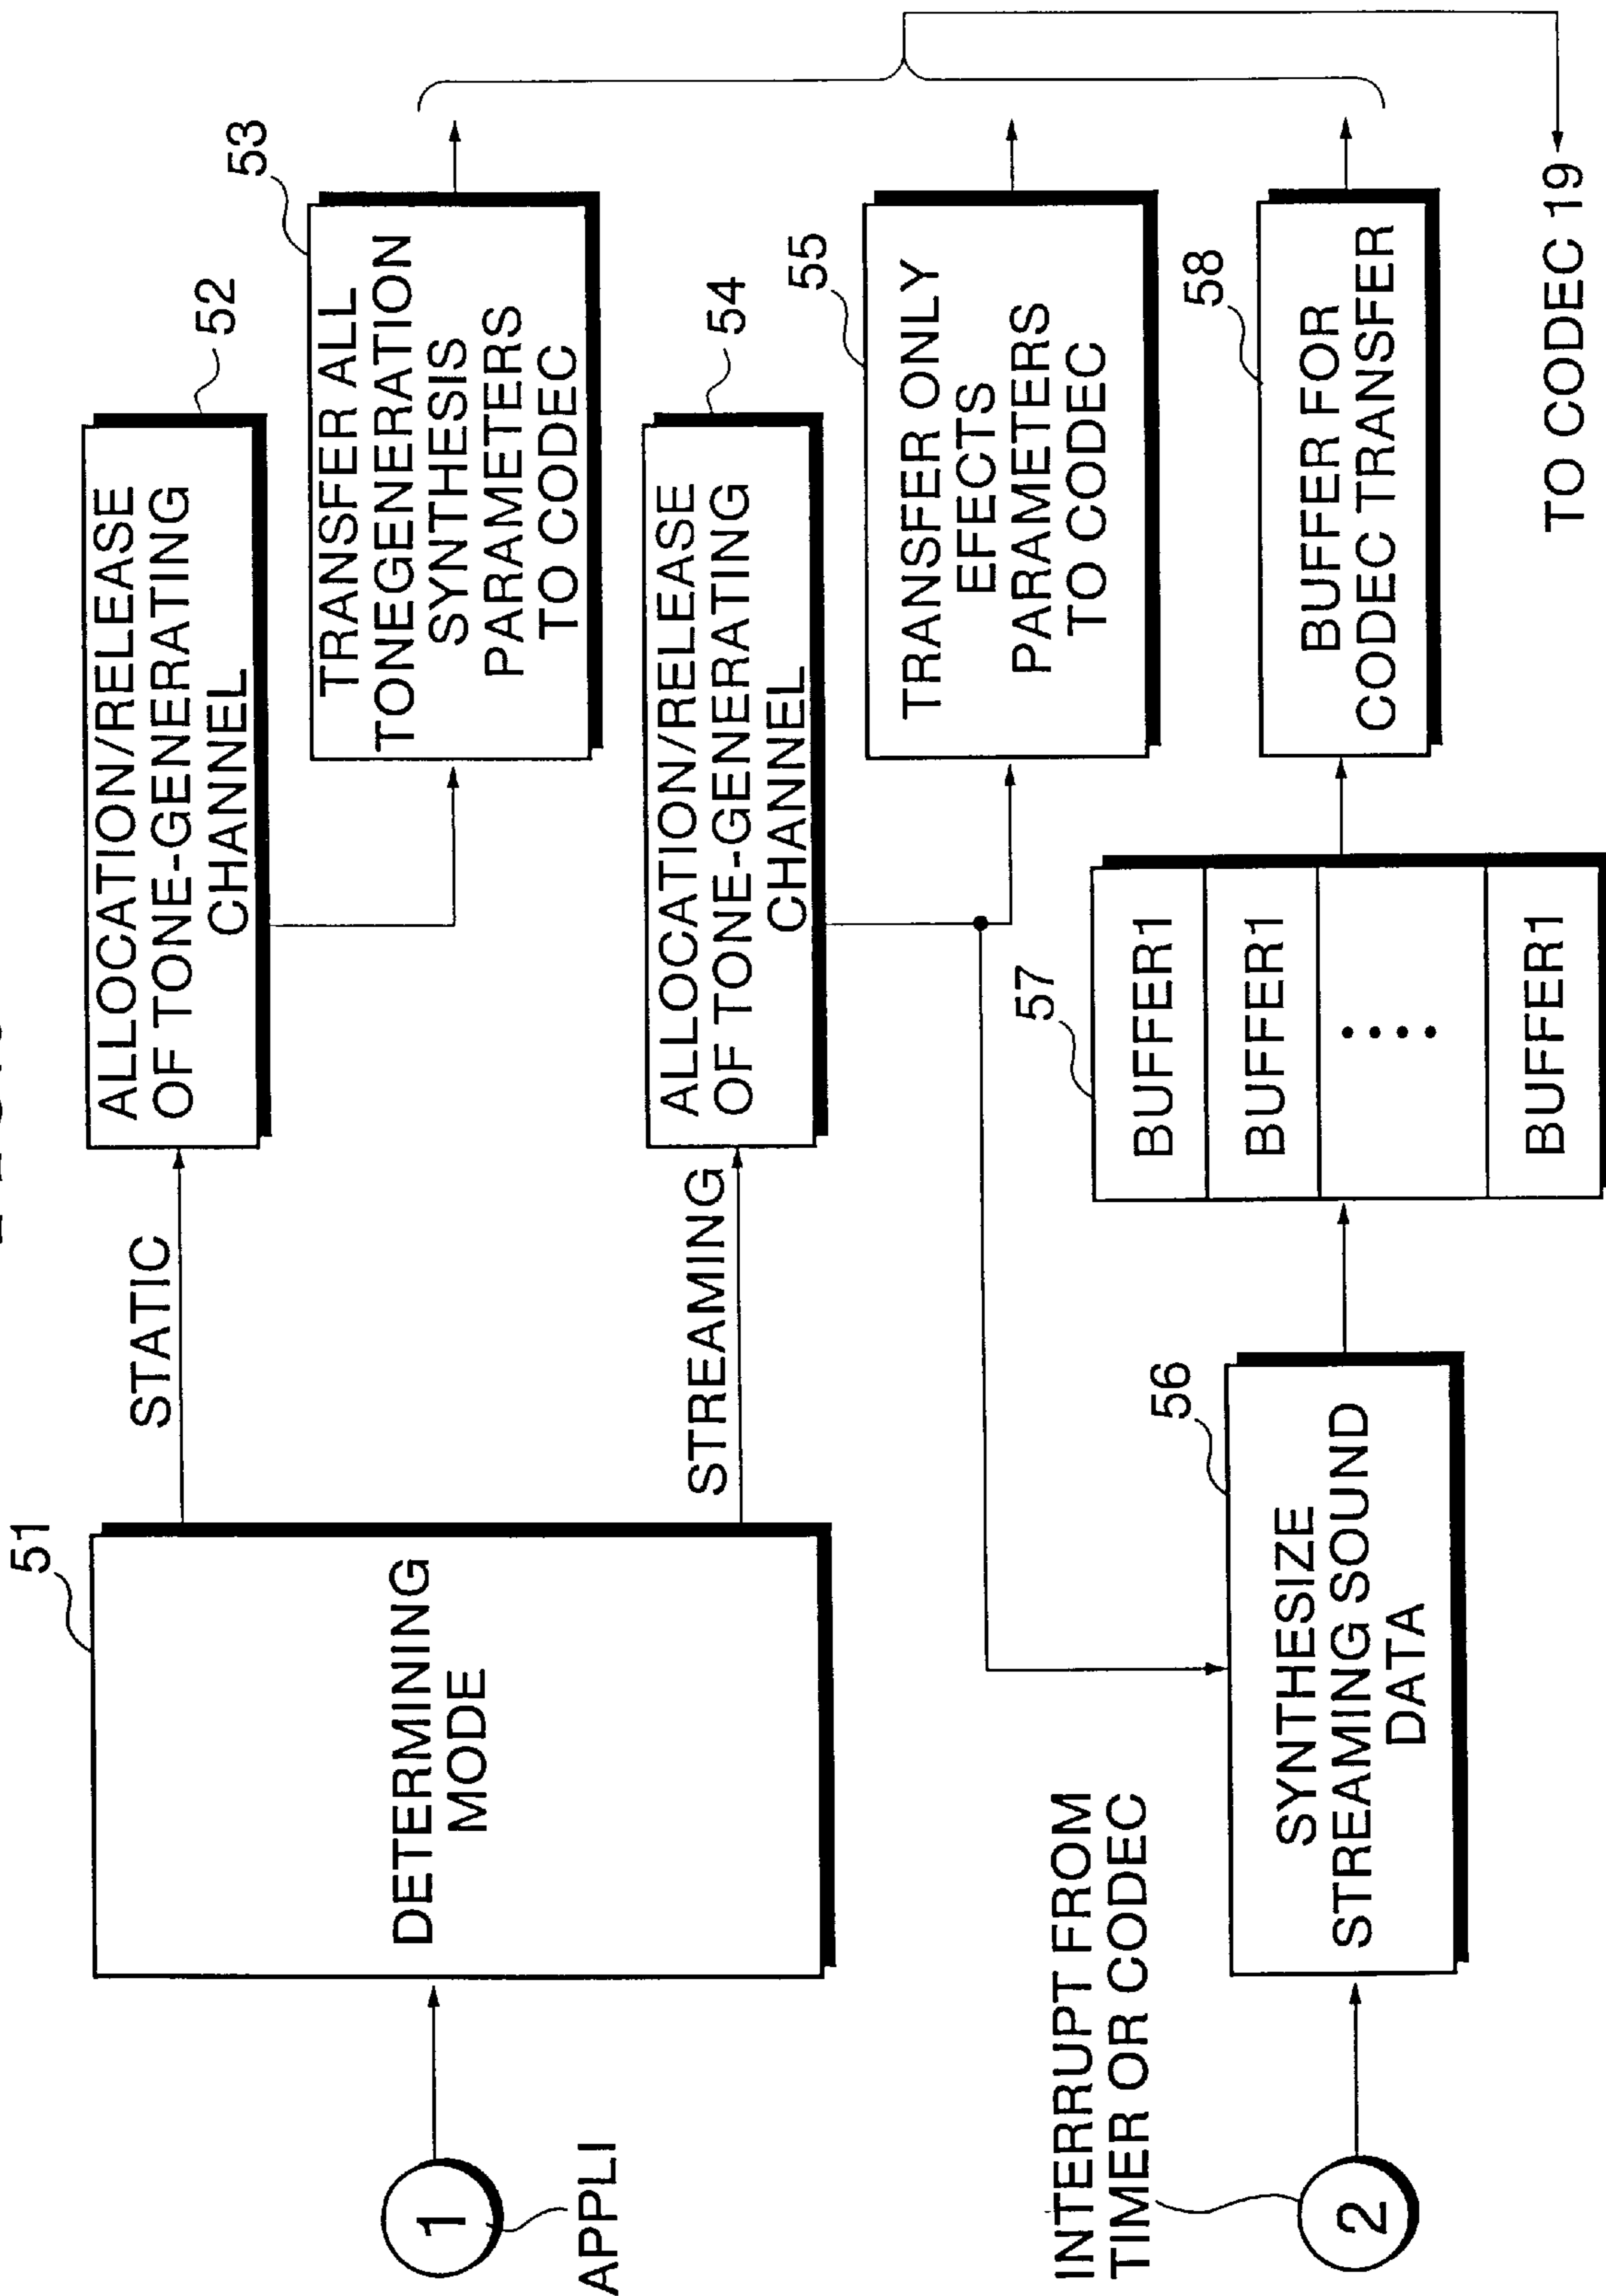 51
DETERMINING
MODE
1
APPLI
STATIC
STREAMING
ALLOCATION/RELEASE
OF TONE-GENERATING
CHANNEL
52
TRANSFER ALL
TONEGENERATION
SYNTHESIS
PARAMETERS
TO CODEC
53
ALLOCATION/RELEASE
OF TONE-GENERATING
CHANNEL
54
TRANSFER ONLY
EFECTS
PARAMETERS
TO CODEC
55
INTERRUPT FROM
TIMER OR CODEC
2
56
SYNTHESIZE
STREAMING SOUND
DATA
57
BUFFER1
BUFFER1
....
BUFFER1
58
BUFFER FOR
CODEC TRANSFER
TO CODEC 19